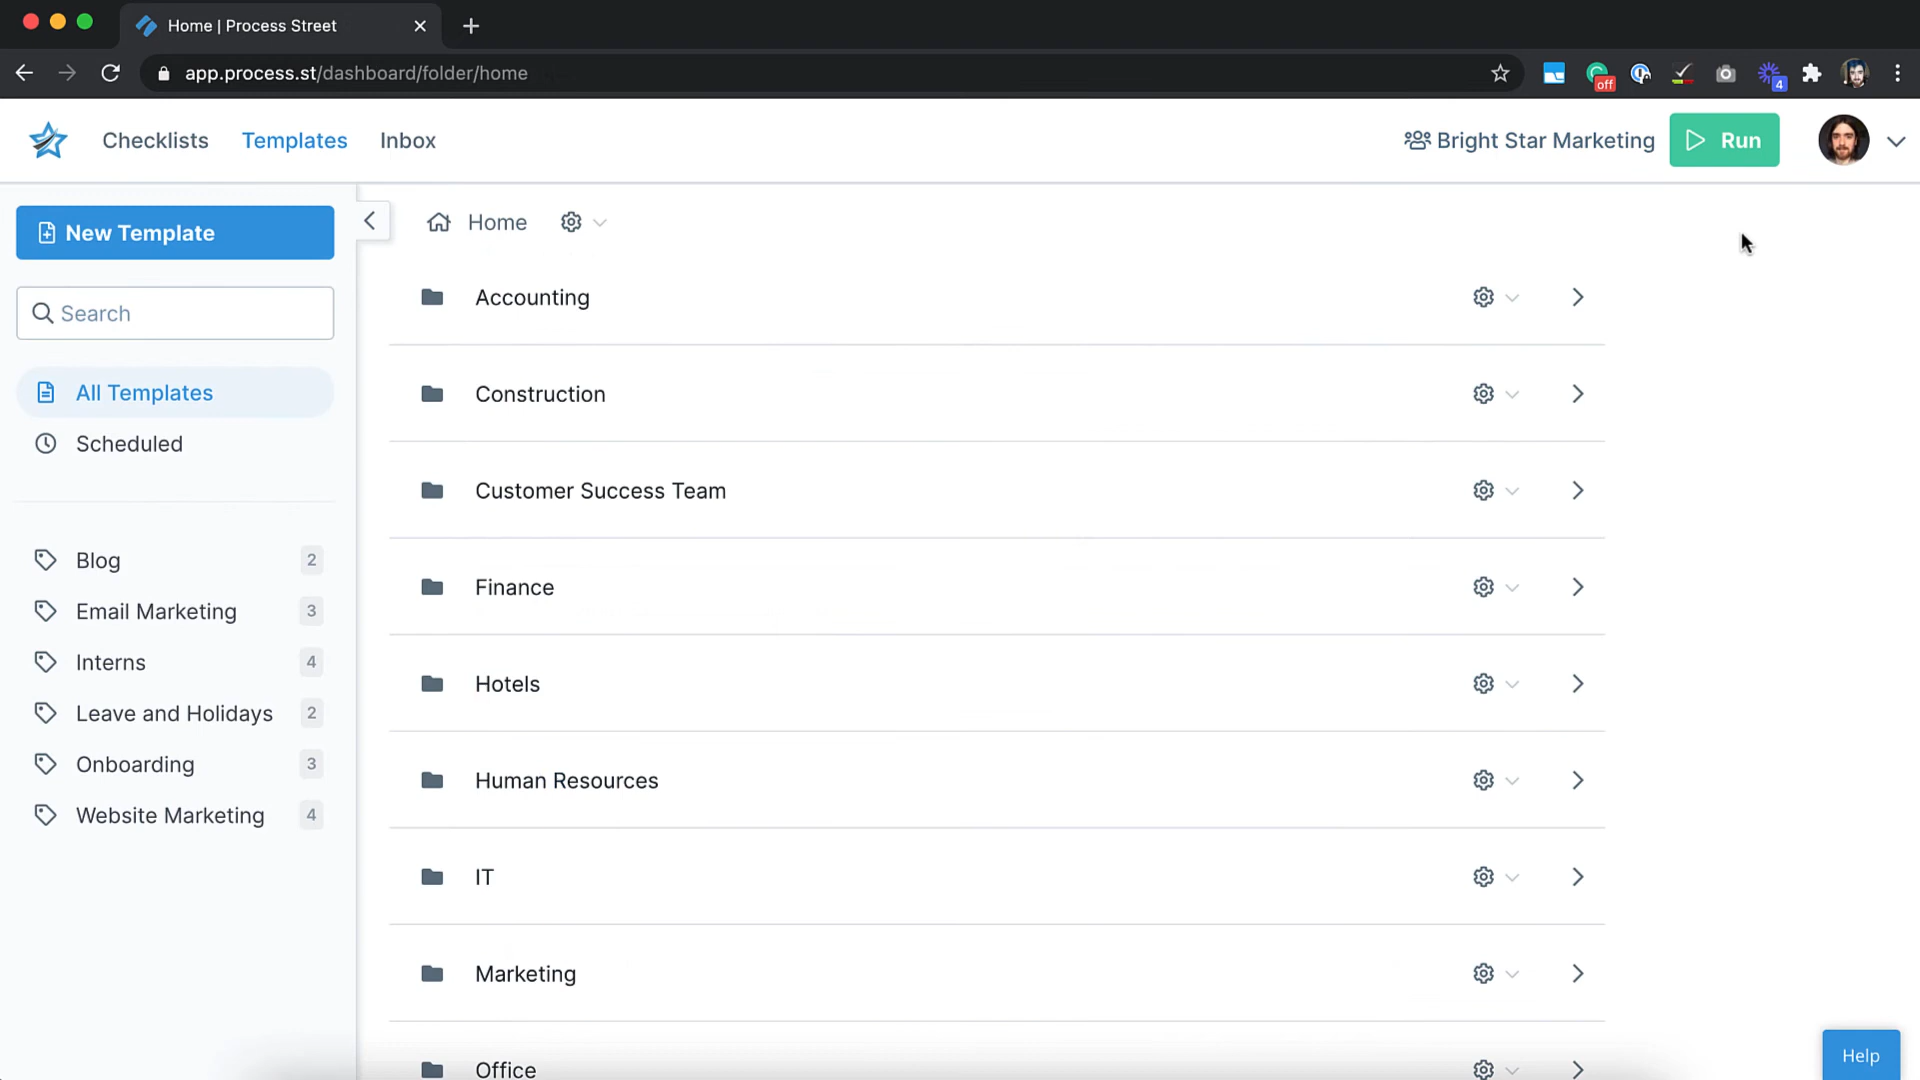 Home | Process Street
app.process.st/dashboard/folder/home
off
4
Checklists
Templates
Inbox
Bright Star Marketing
Run
New Template
Search
All Templates
Scheduled
Blog 2
Email Marketing 3
Interns 4
Leave and Holidays 2
Onboarding 3
Website Marketing 4
Home
Accounting
Construction
Customer Success Team
Finance
Hotels
Human Resources
IT
Marketing
Office
Help